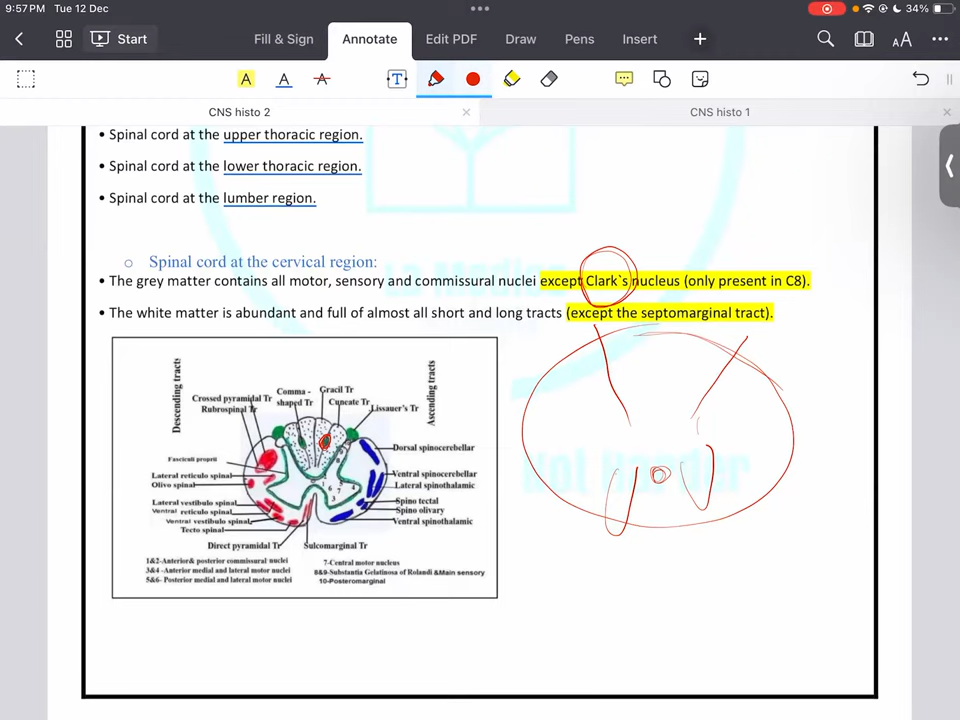 9:57 PM Tue 12 Dec
34%
Start
Fill & Sign
Annotate
Edit PDF
Draw
Pens
Insert
CNS histo 2
CNS histo 1
• Spinal cord at the upper thoracic region.
• Spinal cord at the lower thoracic region.
• Spinal cord at the lumber region.
o Spinal cord at the cervical region:
• The grey matter contains all motor, sensory and commissural nuclei except Clark`s nucleus (only present in C8).
• The white matter is abundant and full of almost all short and long tracts (except the septomarginal tract).
Descending tracts
Ascending tracts
Crossed pyramidal Tr
Rubrospinal Tr
Comma -
shaped Tr
Gracil Tr
Cuneate Tr
Lissauer's Tr
Fasciculi proprii
Lateral reticulo spinal
Olivo spinal
Lateral vestibulo spinal
Ventral reticulo spinal
Ventral vestibulo spinal
Tecto spinal
Direct pyramidal Tr
Sulcomarginal Tr
Dorsal spinocerebellar
Ventral spinocerebellar
Lateral spinothalamic
Spino tectal
Spino olivary
Ventral spinothalamic
1&2-Anterior& posterior commissural nuclei
3&4 -Anterior medial and lateral motor nuclei
5&6- Posterior medial and lateral motor nuclei
7-Central motor nucleus
8&9-Substantia Gelatinosa of Rolandi &Main sensory
10-Posteromarginal